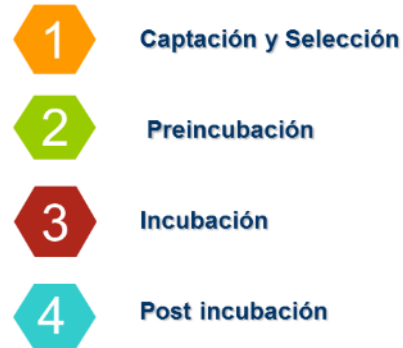 1 Captación y Selección
2 Preincubación
3 Incubación
4 Post incubación